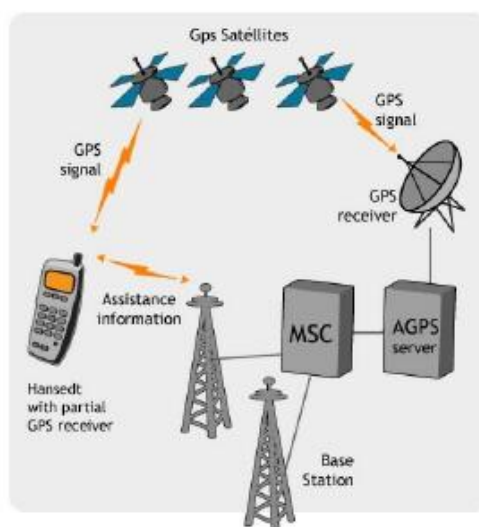 Gps Satéllites
GPS
signal
GPS
signal
GPS
receiver
Assistance
information
MSC
AGPS
server
Hansedt
with partial
GPS receiver
Base
Station